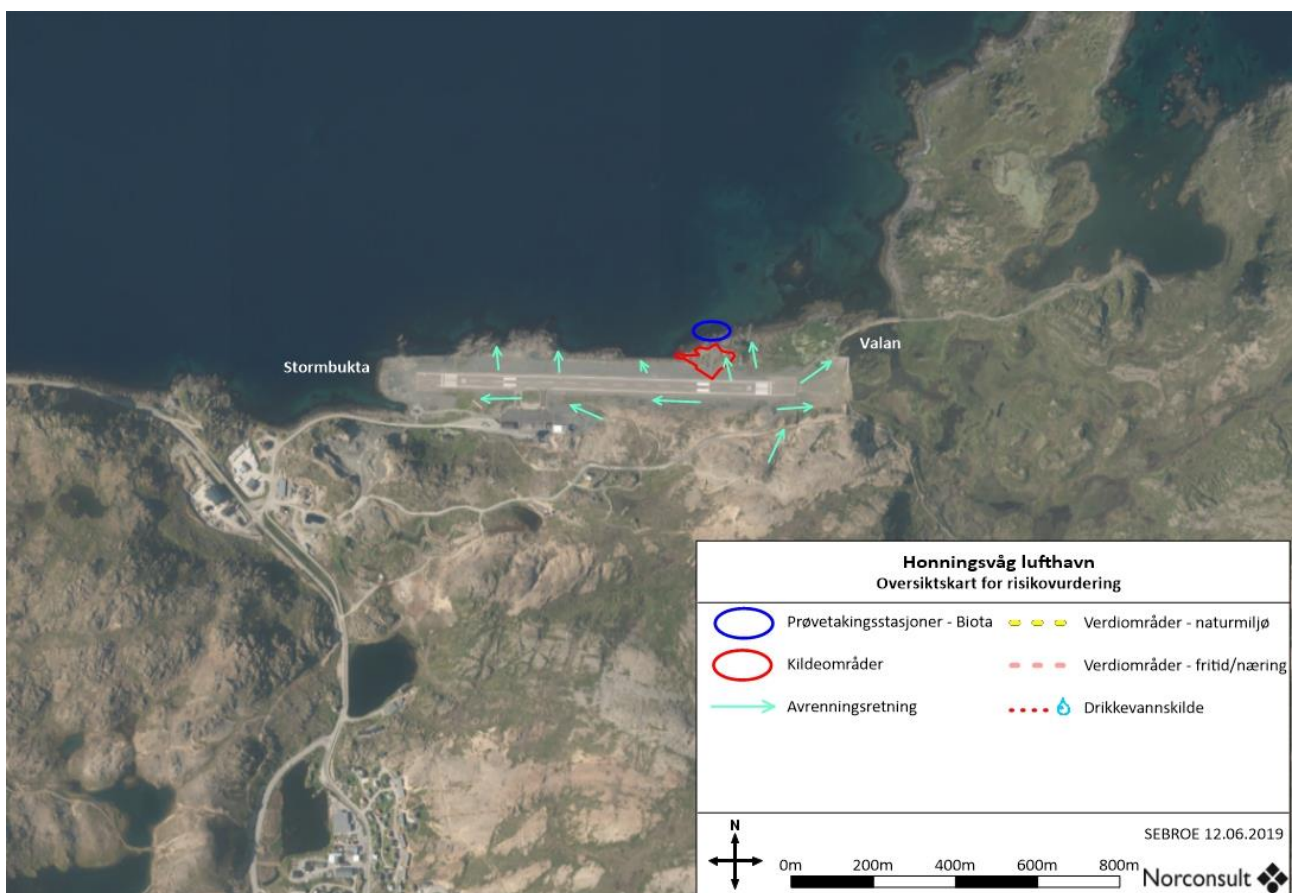 Stormbukta
Valan
Honningsvåg lufthavn
Oversiktskart for risikovurdering
Prøvetakingsstasjoner - Biota
Verdiområder - naturmiljø
Kildeområder
Verdiområder - fritid/næring
Avrenningsretning
Drikkevannskilde
N
SEBROE 12.06.2019
0m 200m 400m 600m 800m
Norconsult